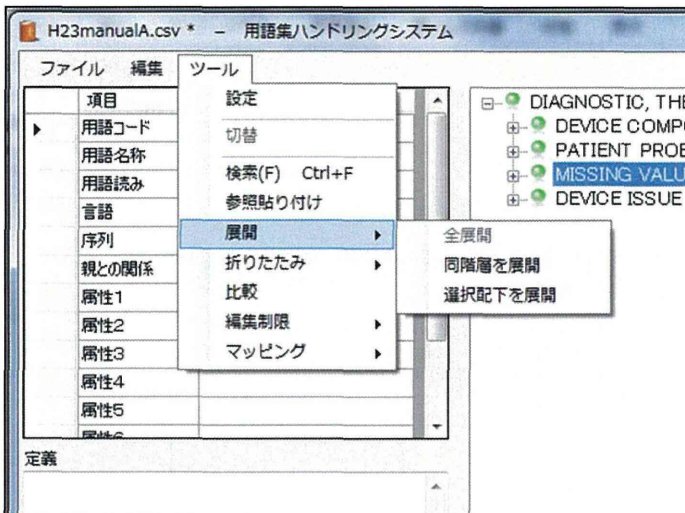 H23manualA.csv * - 用語集ハンドリングシステム
ファイル 編集 ツール
項目
用語コード
用語名称
用語読み
言語
序列
親との関係
属性1
属性2
属性3
属性4
属性5
定義
設定
切替
検索(F) Ctrl+F
参照貼り付け
展開
折りたたみ
比較
編集制限
マッピング
全展開
同階層を展開
選択配下を展開
DIAGNOSTIC, THE
DEVICE COMP
PATIENT PROB
MISSING VALU
DEVICE ISSUE